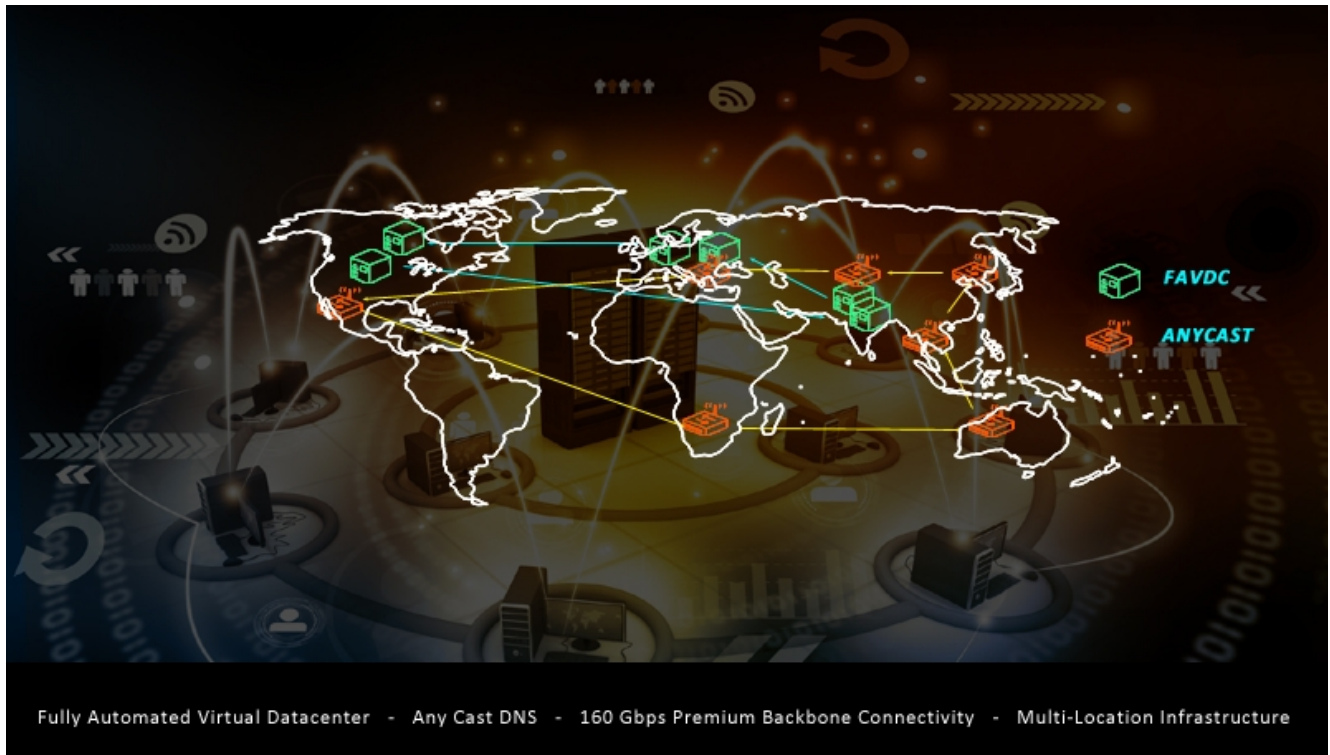 FAVDC
ANYCAST
Fully Automated Virtual Datacenter - Any Cast DNS - 160 Gbps Premium Backbone Connectivity - Multi-Location Infrastructure